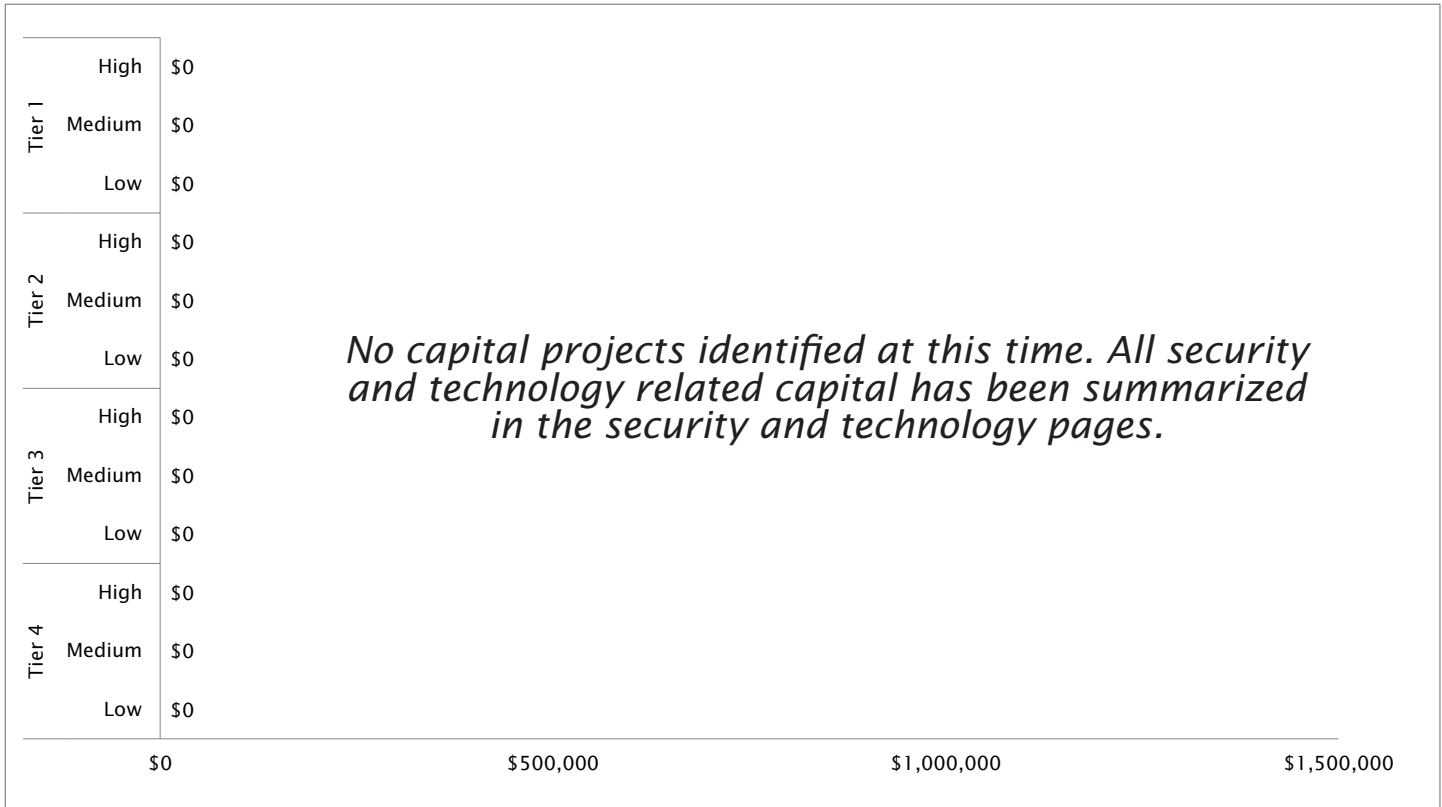 Tier 1
High $0
Medium $0
Low $0
Tier 2
High $0
Medium $0
Low $0
Tier 3
High $0
Medium $0
Low $0
Tier 4
High $0
Medium $0
Low $0
No capital projects identified at this time. All security
and technology related capital has been summarized
in the security and technology pages.
$0 $500,000 $1,000,000 $1,500,000